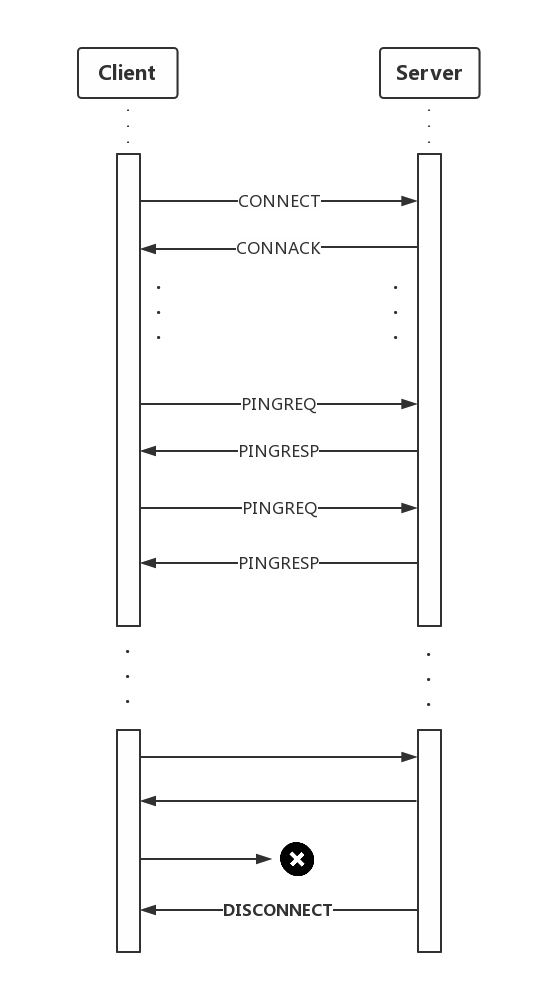 Client
Server
CONNECT
CONNACK
PINGREQ
PINGRESP
PINGREQ
PINGRESP
DISCONNECT